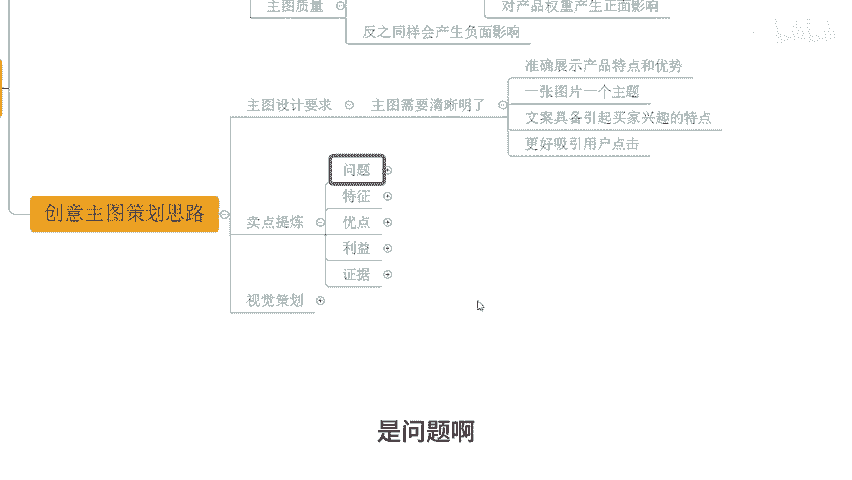 主图质量
对产品权重产生正面影响
反之同样会产生负面影响
准确展示产品特点和优势
主图设计要求
主图需要清晰明了
一张图片一个主题
文案具备引起买家兴趣的特点
更好吸引用户点击
问题
特征
创意主图策划思路
卖点提炼
优点
利益
证据
视觉策划
是问题啊